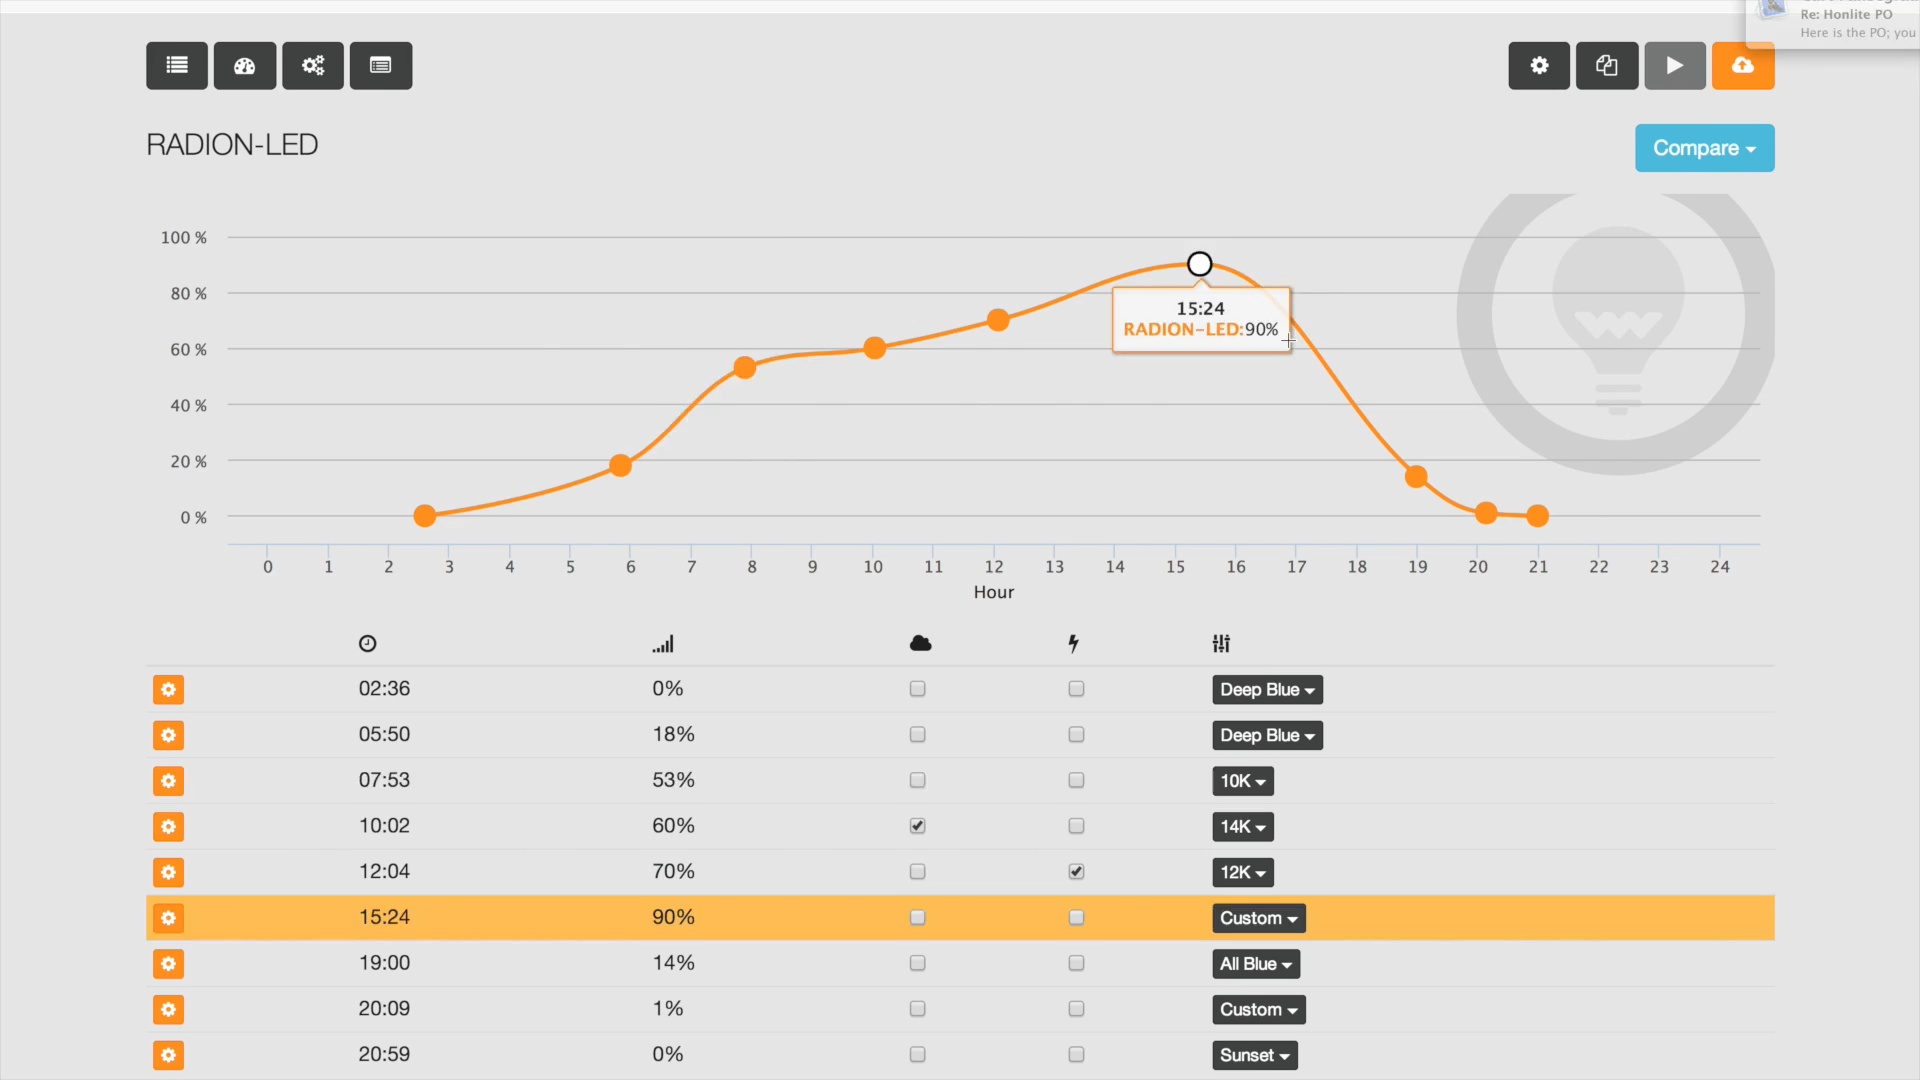 Re: Honlite PO
Here is the PO; you
RADION-LED
Compare
100 %
80 %
60 %
40 %
20 %
0 %
15:24
RADION-LED:90%
0 1 2 3 4 5 6 7 8 9 10 11 12 13 14 15 16 17 18 19 20 21 22 23 24
Hour
02:36 0% Deep Blue
05:50 18% Deep Blue
07:53 53% 10K
10:02 60% 14K
12:04 70% 12K
15:24 90% Custom
19:00 14% All Blue
20:09 1% Custom
20:59 0% Sunset